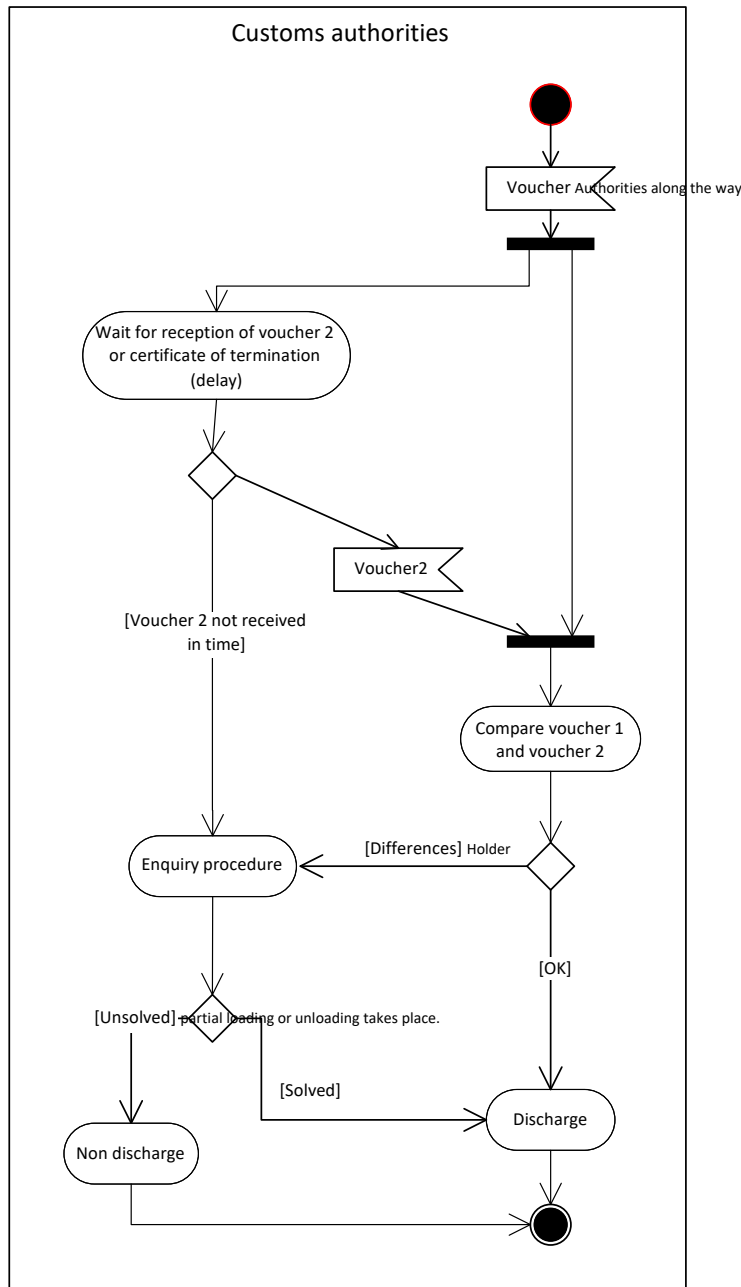 Customs authorities
Voucher Authorities along the way
Wait for reception of voucher 2
or certificate of termination
(delay)
Voucher2
[Voucher 2 not received
in time]
Compare voucher 1
and voucher 2
[Differences] Holder
Enquiry procedure
[OK]
[Unsolved] partial loading or unloading takes place.
[Solved]
Discharge
Non discharge